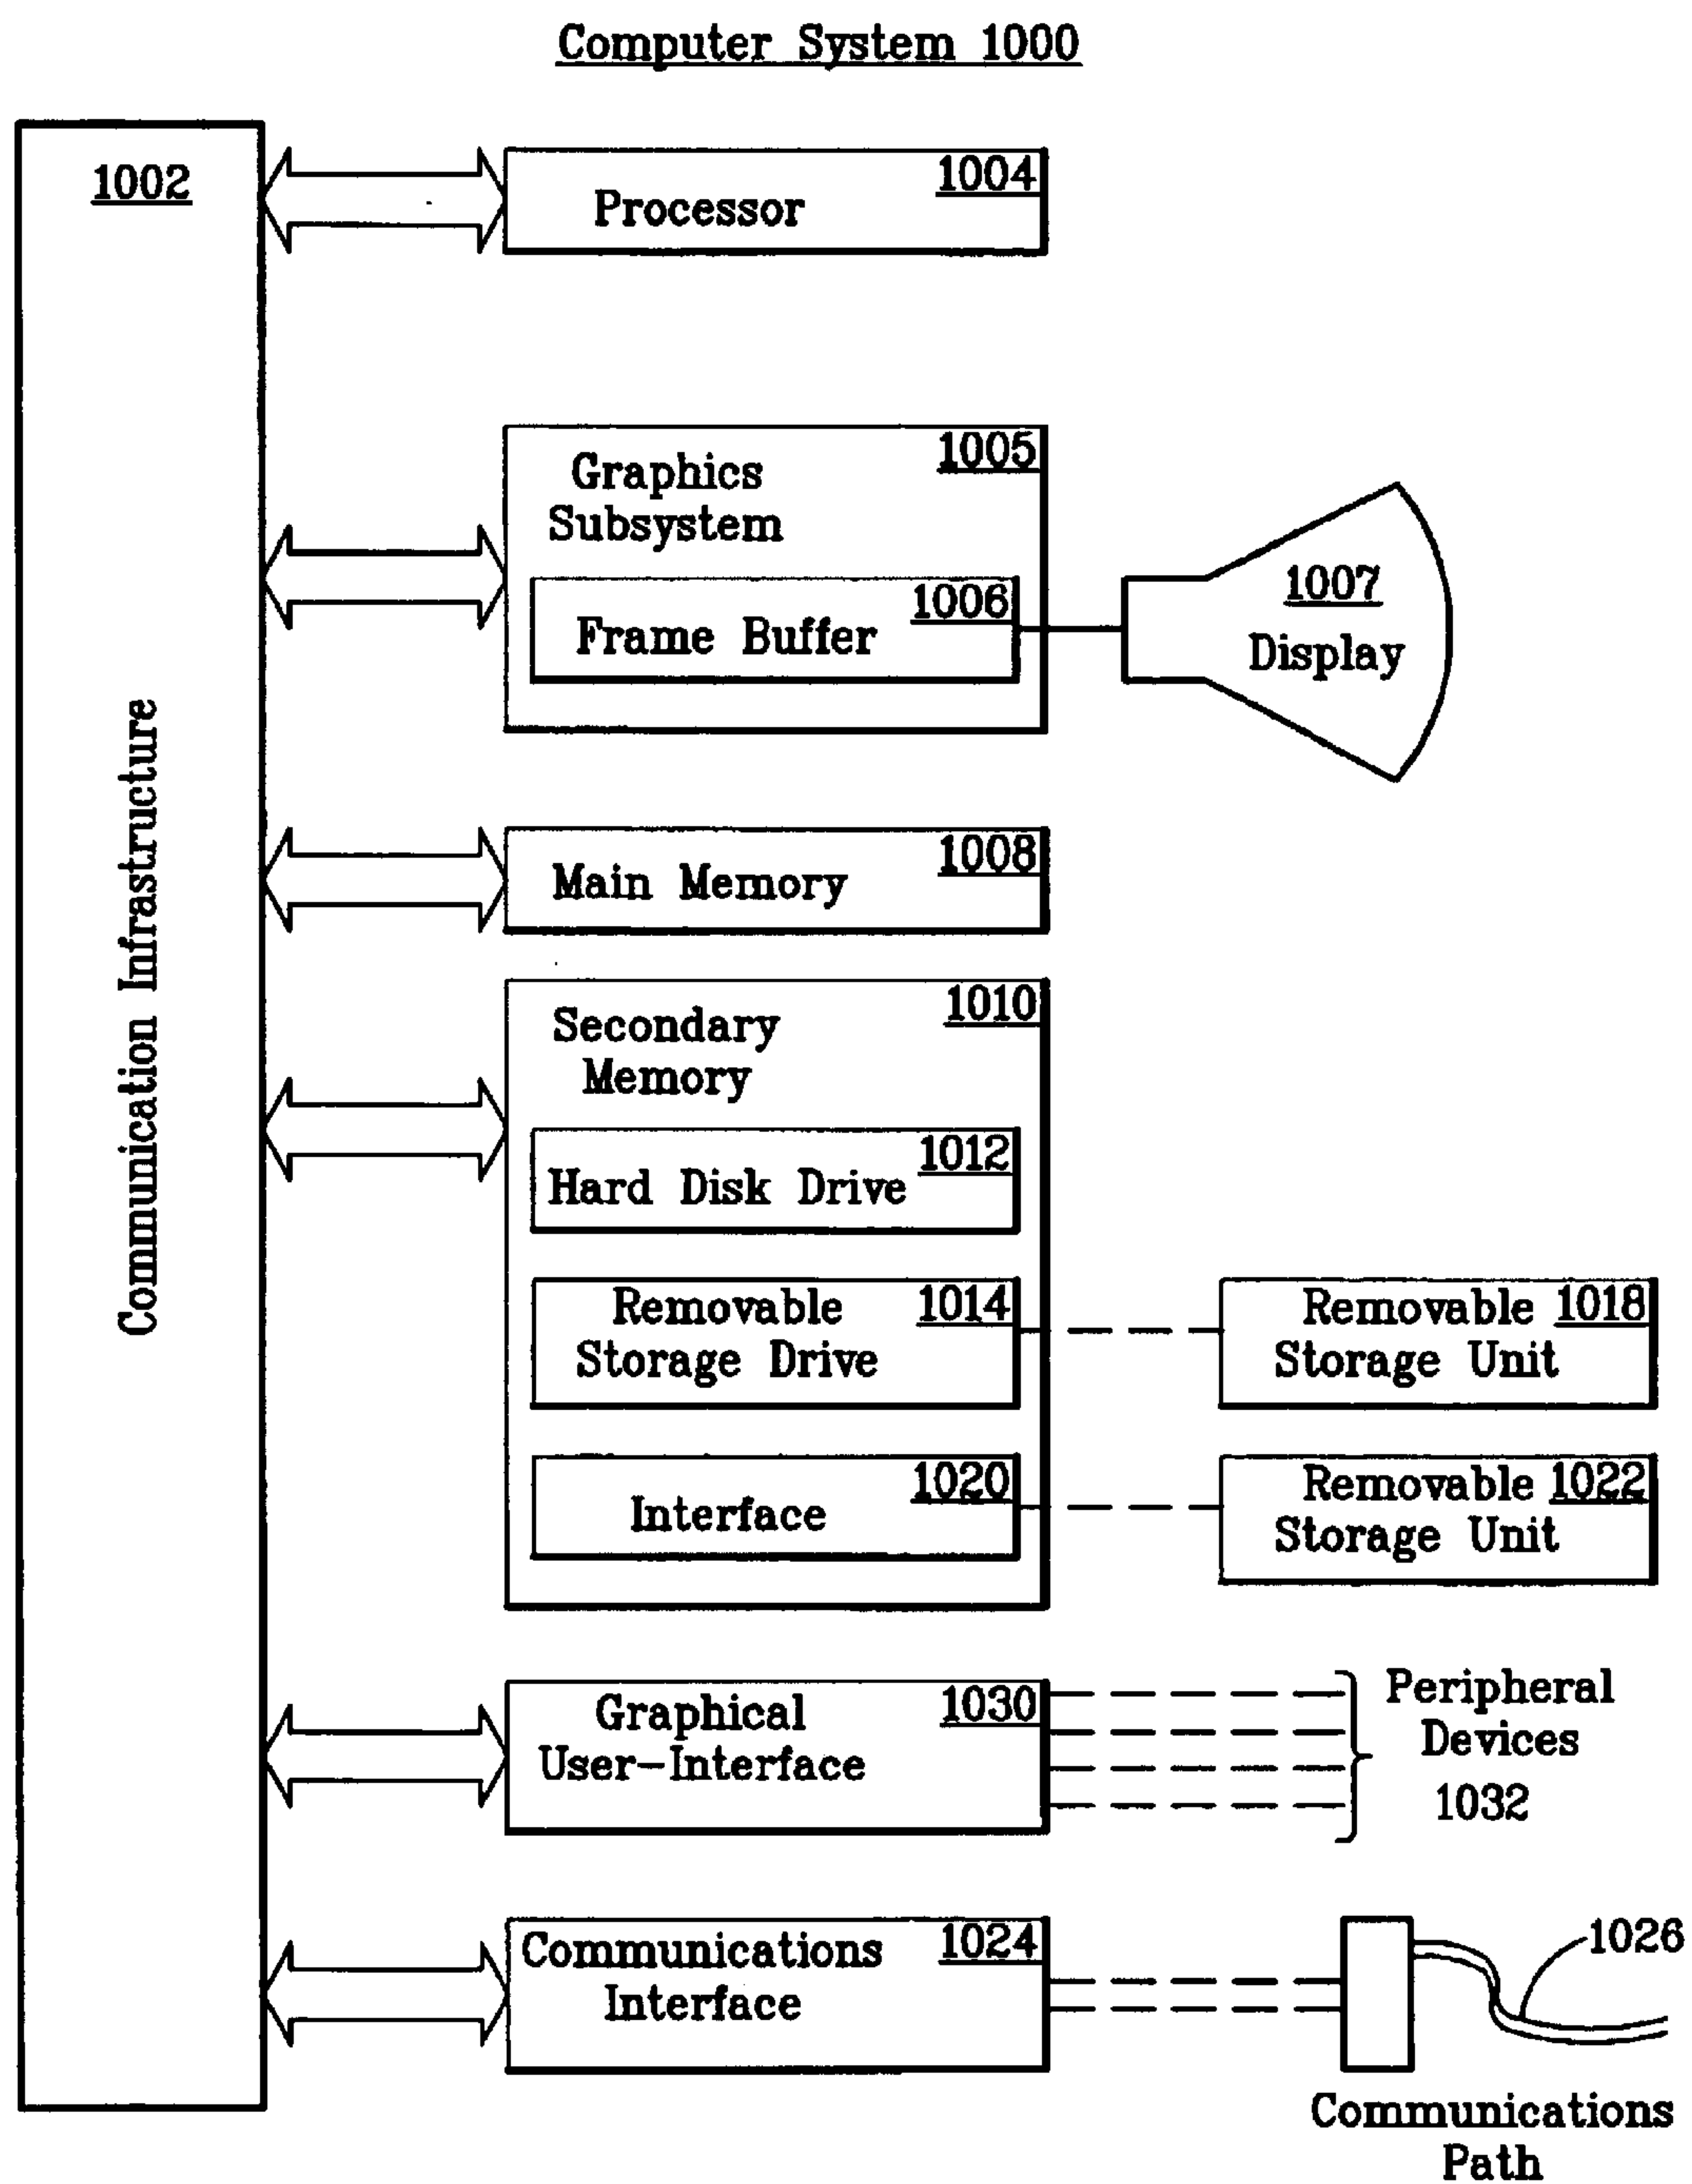 Computer System 1000
1002
Communication Infrastructure
1004
Processor
1005
Graphics
Subsystem
1006
Frame Buffer
1007
Display
1008
Main Memory
1010
Secondary
Memory
1012
Hard Disk Drive
Removable 1014
Storage Drive
Removable 1018
Storage Unit
1020
Interface
Removable 1022
Storage Unit
Graphical 1030
User-Interface
Peripheral
Devices
1032
Communications 1024
Interface
1026
Communications
Path